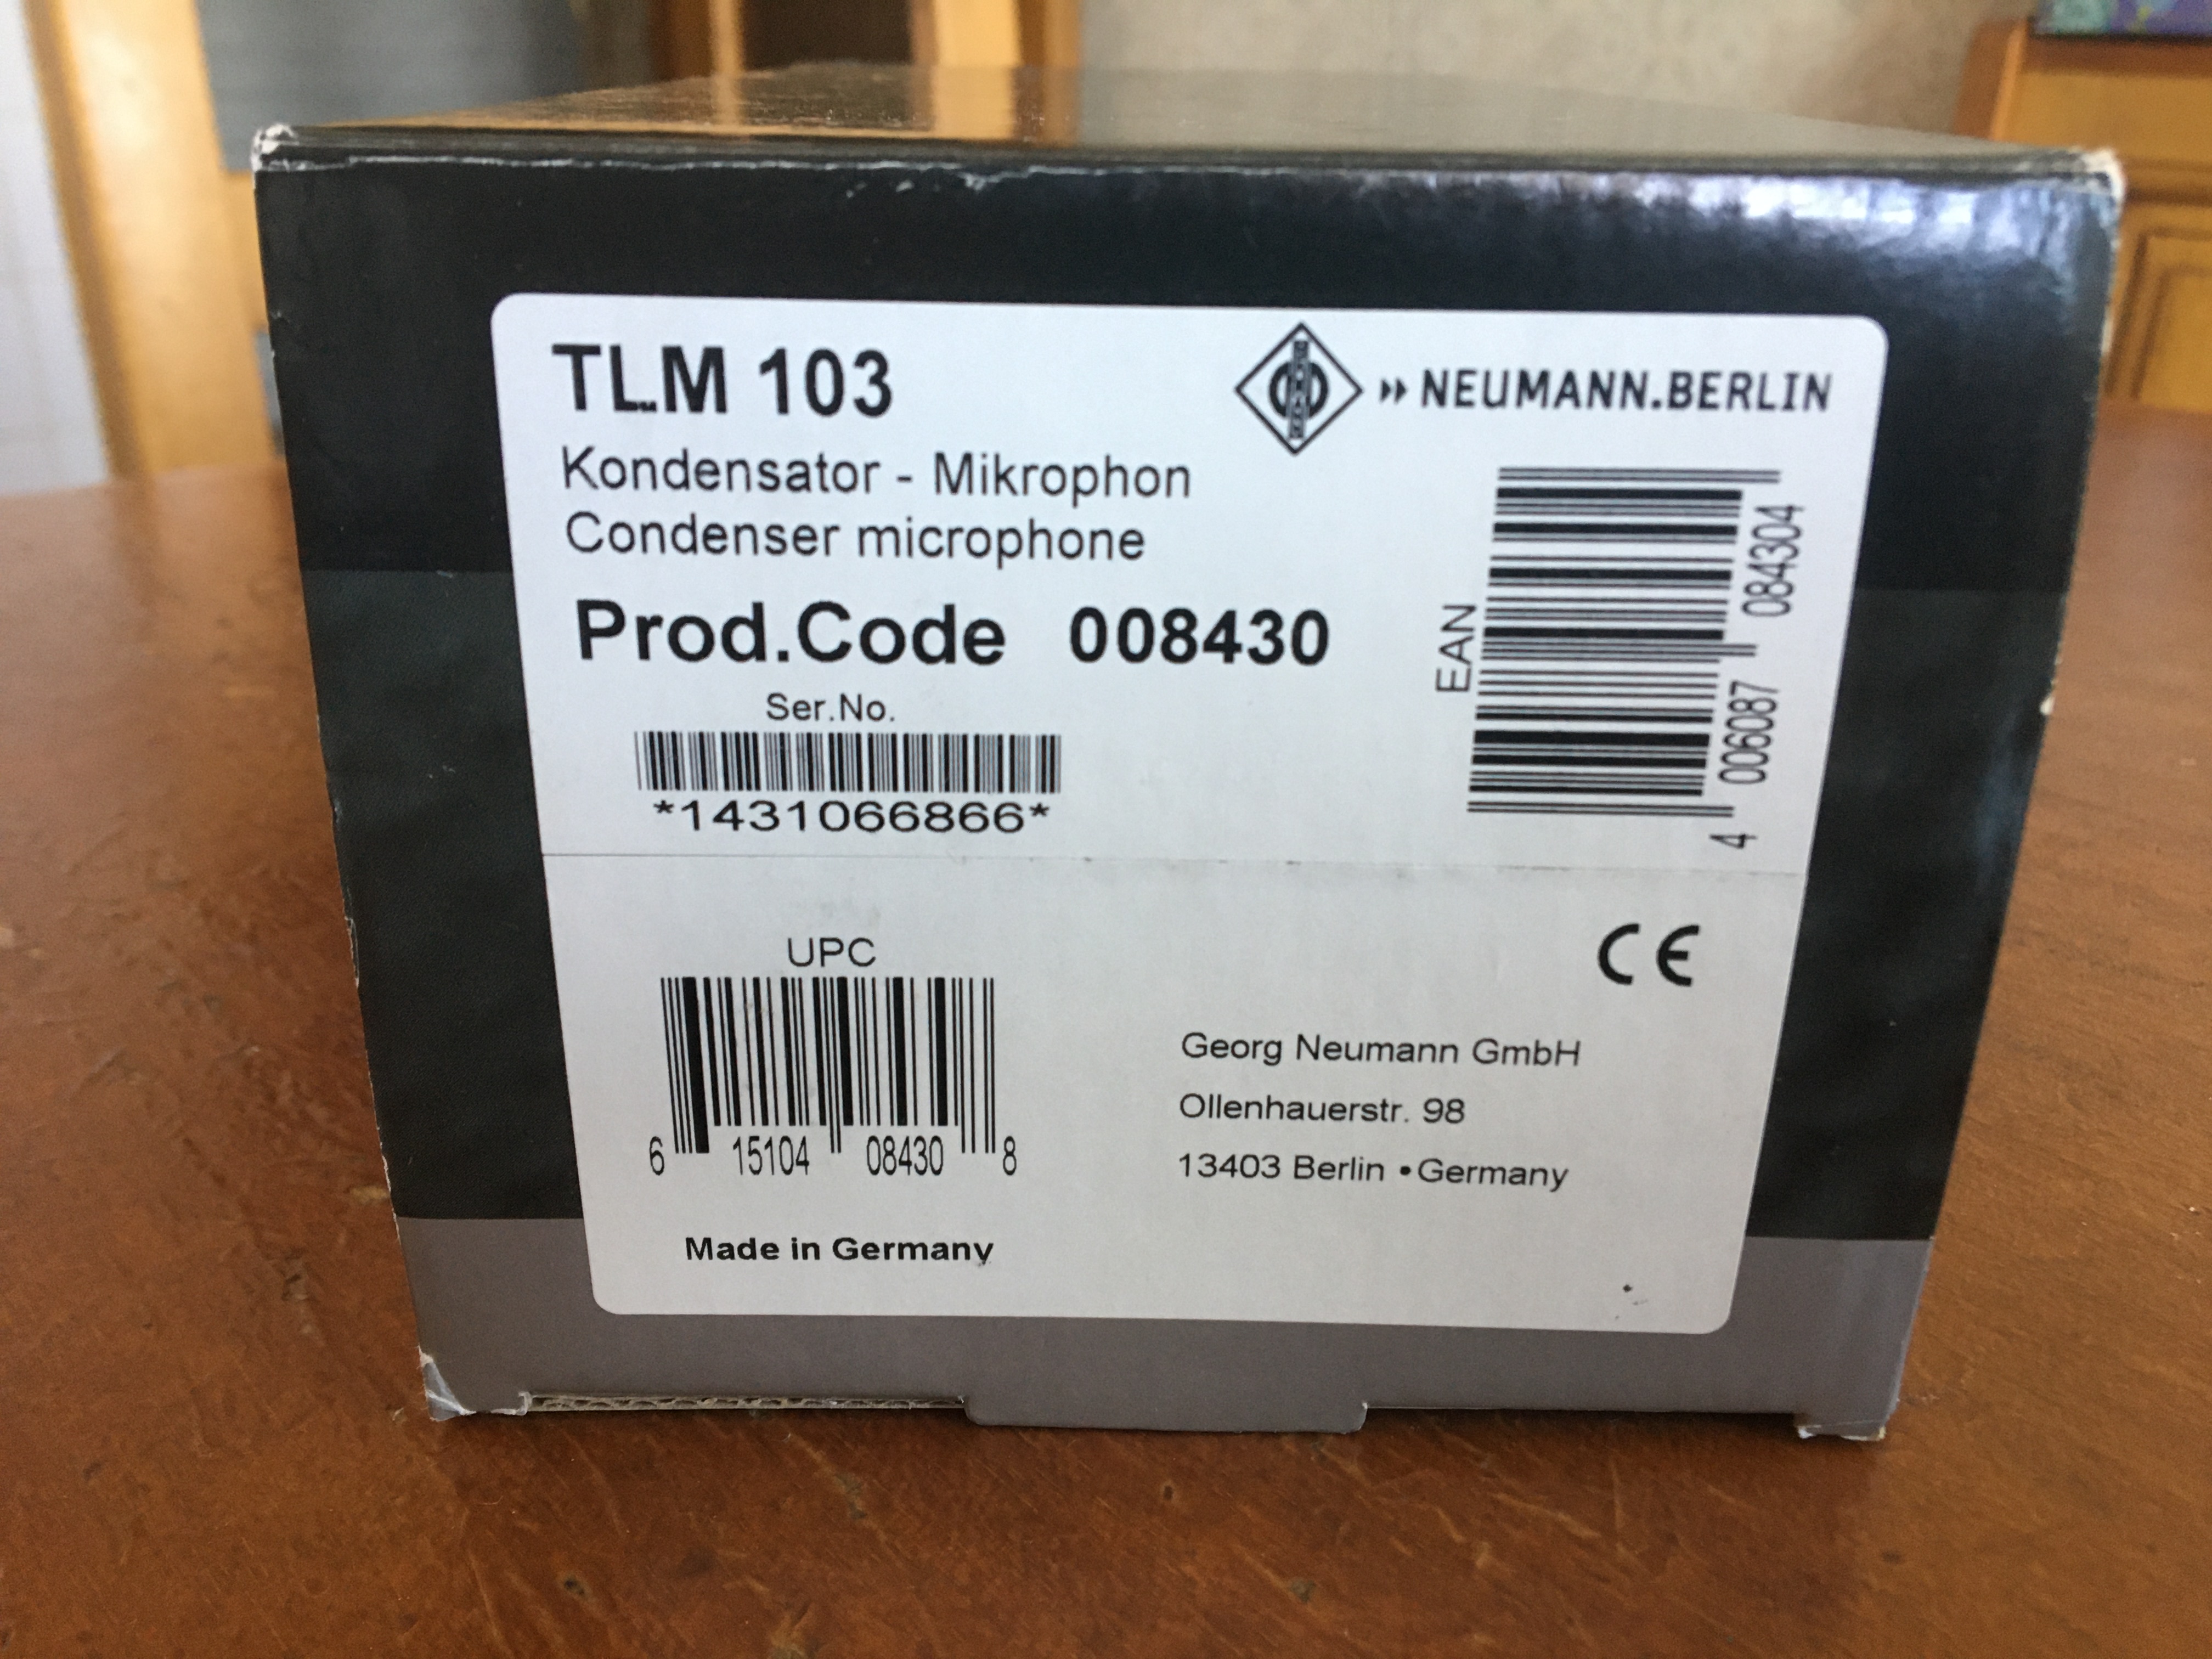 TLM 103
NEUMANN.BERLIN
Kondensator - Mikrophon
Condenser microphone
Prod.Code 008430
Ser.No.
*1431066866*
EAN
4 006087 084304
UPC
6 15104 08430 8
Made in Germany
CE
Georg Neumann GmbH
Ollenhauerstr. 98
13403 Berlin • Germany